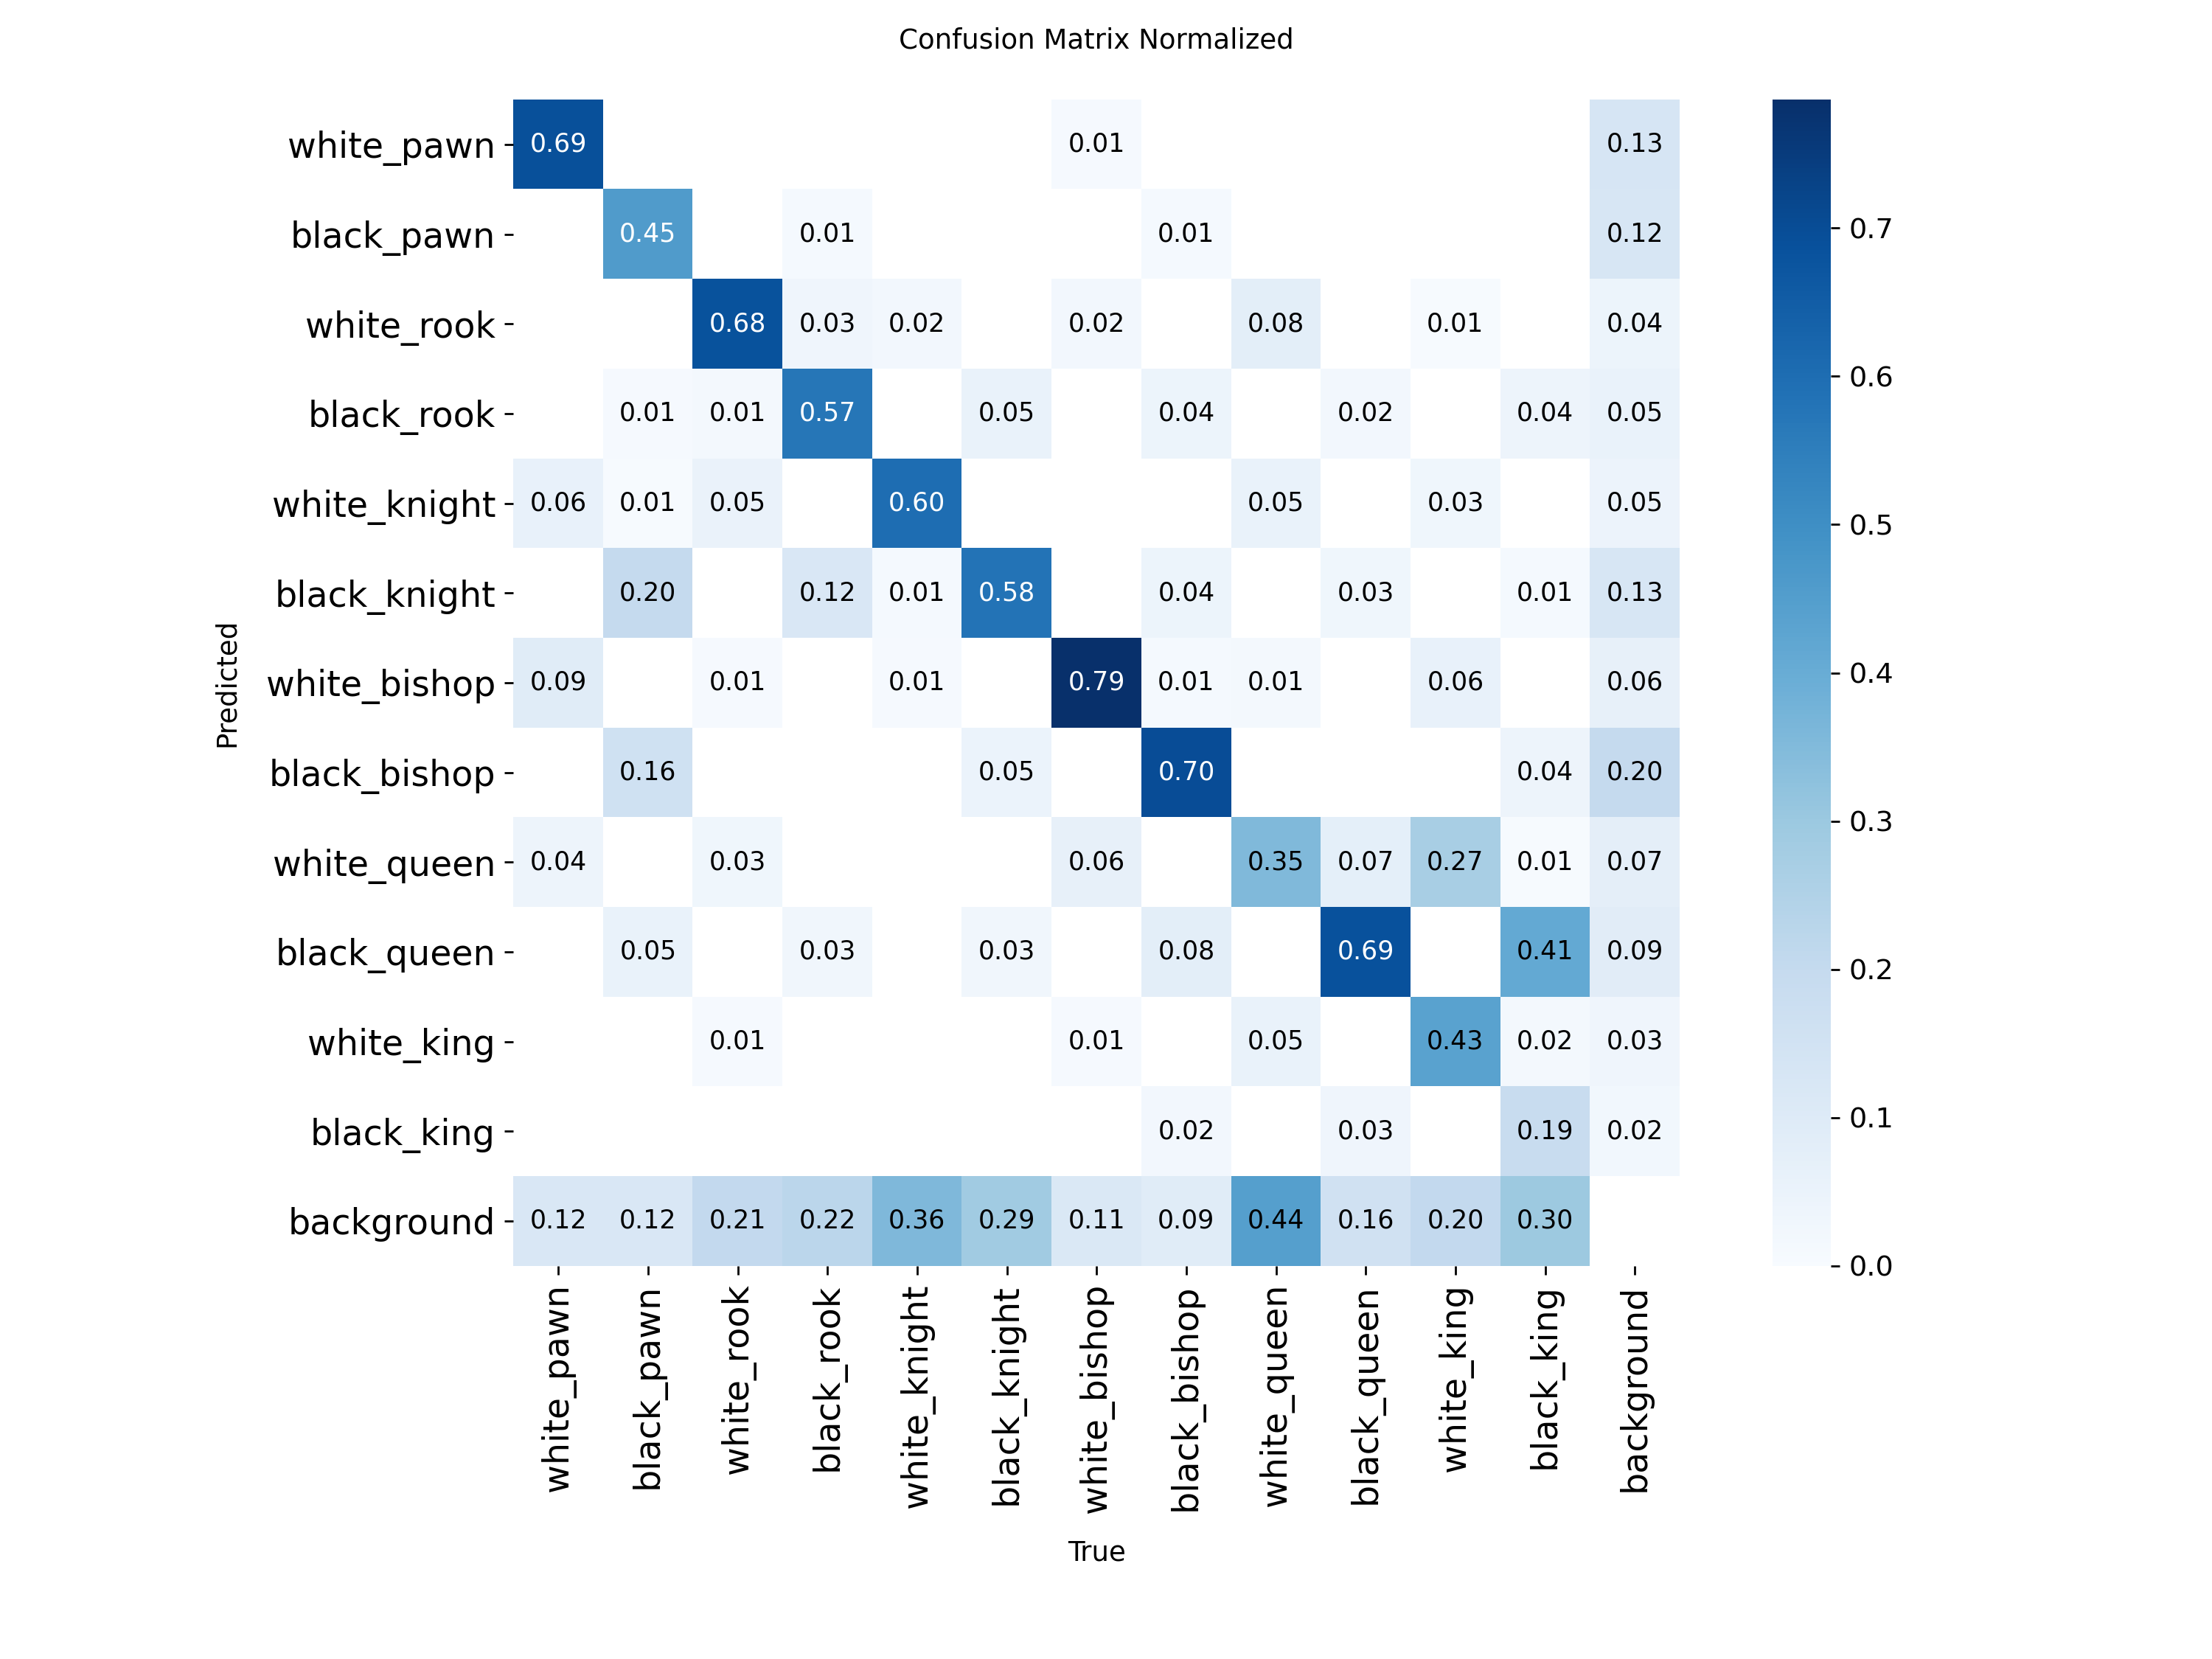 Confusion Matrix Normalized
white_pawn 0.69 0.01 0.13
black_pawn 0.45 0.01 0.01 0.12 0.7
white_rook 0.68 0.03 0.02 0.02 0.08 0.01 0.04 0.6
black_rook 0.01 0.01 0.57 0.05 0.04 0.02 0.04 0.05
white_knight 0.06 0.01 0.05 0.60 0.05 0.03 0.05 0.5
black_knight 0.20 0.12 0.01 0.58 0.04 0.03 0.01 0.13
Predicted
white_bishop 0.09 0.01 0.01 0.79 0.01 0.01 0.06 0.06 0.4
black_bishop 0.16 0.05 0.70 0.04 0.20 0.3
white_queen 0.04 0.03 0.06 0.35 0.07 0.27 0.01 0.07
black_queen 0.05 0.03 0.03 0.08 0.69 0.41 0.09 0.2
white_king 0.01 0.01 0.05 0.43 0.02 0.03
black_king 0.02 0.03 0.19 0.02 0.1
background 0.12 0.12 0.21 0.22 0.36 0.29 0.11 0.09 0.44 0.16 0.20 0.30 0.0
white_pawn
black_pawn
white_rook
black_rook
white_knight
black_knight
white_bishop
black_bishop
white_queen
black_queen
white_king
black_king
background
True